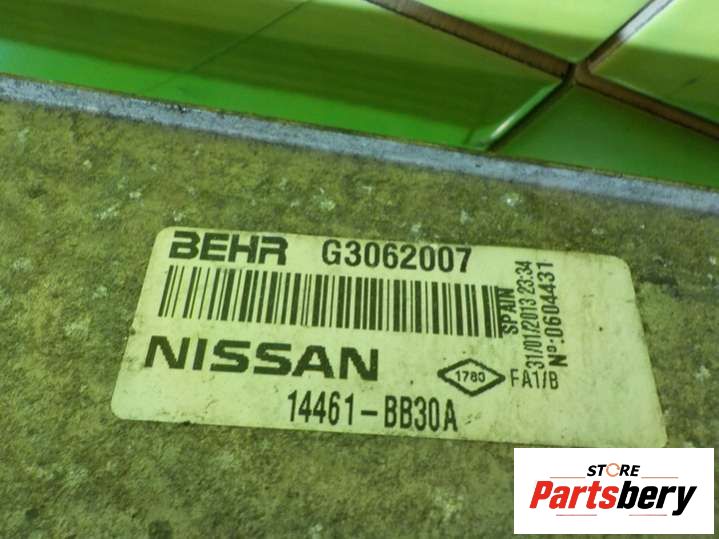 BEHR G3062007
NISSAN
14461-BB30A
1780
FA1/B
SPAIN
31/01/2013 23:34
Nº:0604431
STORE
Partsbery